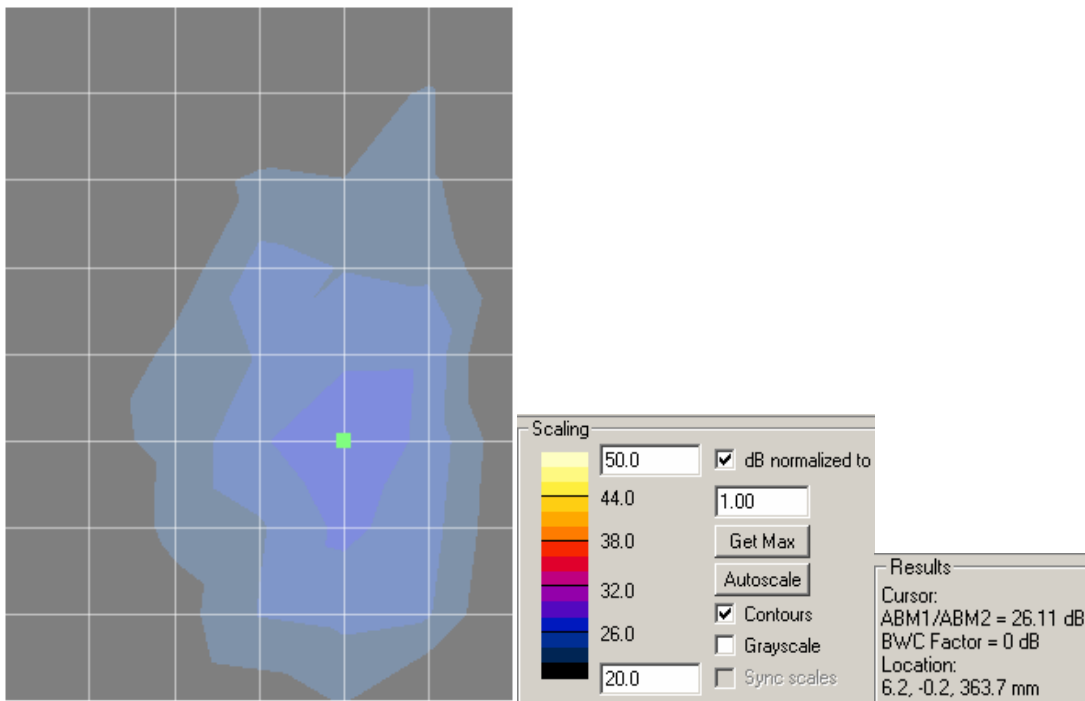 Scaling
50.0
dB normalized to
44.0
1.00
38.0
Get Max
Autoscale
32.0
Contours
26.0
Grayscale
20.0
Sync scales
Results
Cursor:
ABM1/ABM2 = 26.11 dB
BWC Factor = 0 dB
Location:
6.2, -0.2, 363.7 mm